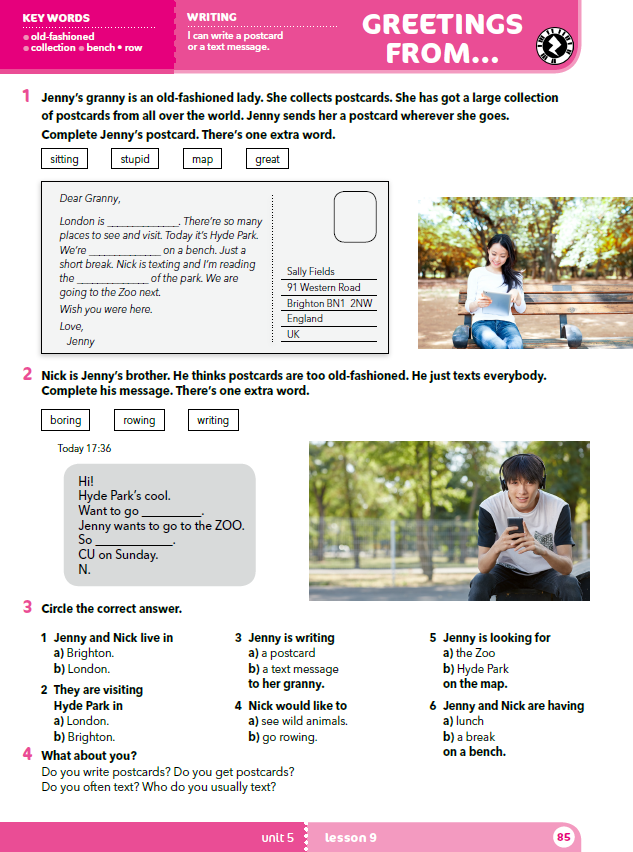 KEY WORDS
● old-fashioned
● collection ● bench ● row
WRITING
I can write a postcard
or a text message.
GREETINGS
FROM...
1 Jenny's granny is an old-fashioned lady. She collects postcards. She has got a large collection
of postcards from all over the world. Jenny sends her a postcard wherever she goes.
Complete Jenny's postcard. There's one extra word.
sitting stupid map great
Dear Granny,
London is ____________. There're so many
places to see and visit. Today it's Hyde Park.
We're ____________ on a bench. Just a
short break. Nick is texting and I'm reading
the ____________ of the park. We are
going to the Zoo next.
Wish you were here.
Love,
Jenny
Sally Fields
91 Western Road
Brighton BN1 2NW
England
UK
2 Nick is Jenny's brother. He thinks postcards are too old-fashioned. He just texts everybody.
Complete his message. There's one extra word.
boring rowing writing
Today 17:36
Hi!
Hyde Park's cool.
Want to go _________.
Jenny wants to go to the ZOO.
So ____________.
CU on Sunday.
N.
3 Circle the correct answer.
1 Jenny and Nick live in
a) Brighton.
b) London.
2 They are visiting
Hyde Park in
a) London.
b) Brighton.
3 Jenny is writing
a) a postcard
b) a text message
to her granny.
4 Nick would like to
a) see wild animals.
b) go rowing.
5 Jenny is looking for
a) the Zoo
b) Hyde Park
on the map.
6 Jenny and Nick are having
a) lunch
b) a break
on a bench.
4 What about you?
Do you write postcards? Do you get postcards?
Do you often text? Who do you usually text?
unit 5 lesson 9 85